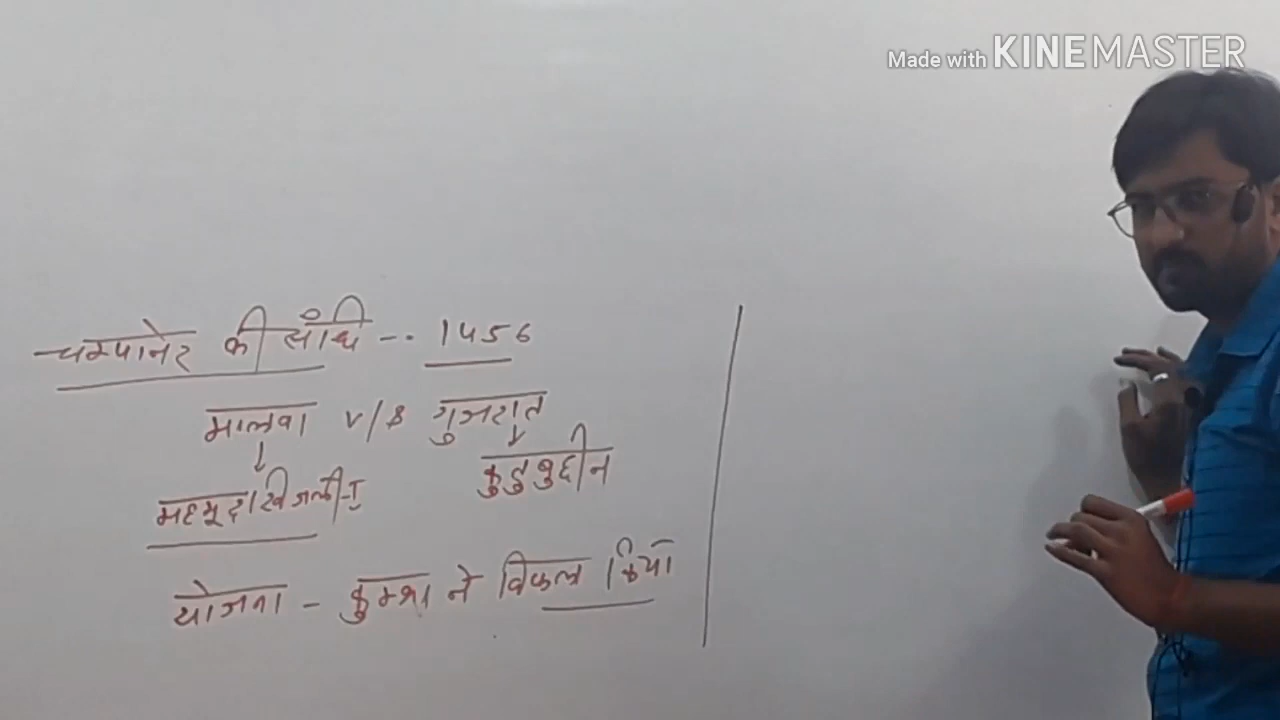 Made with KINEMASTER
चम्पानेर की संधि -- 1456
मालवा v/s गुजरात
↓ ↓
महमूद खिलजी-I कुतुबुद्दीन
योजना - कुम्भा ने विफल किया